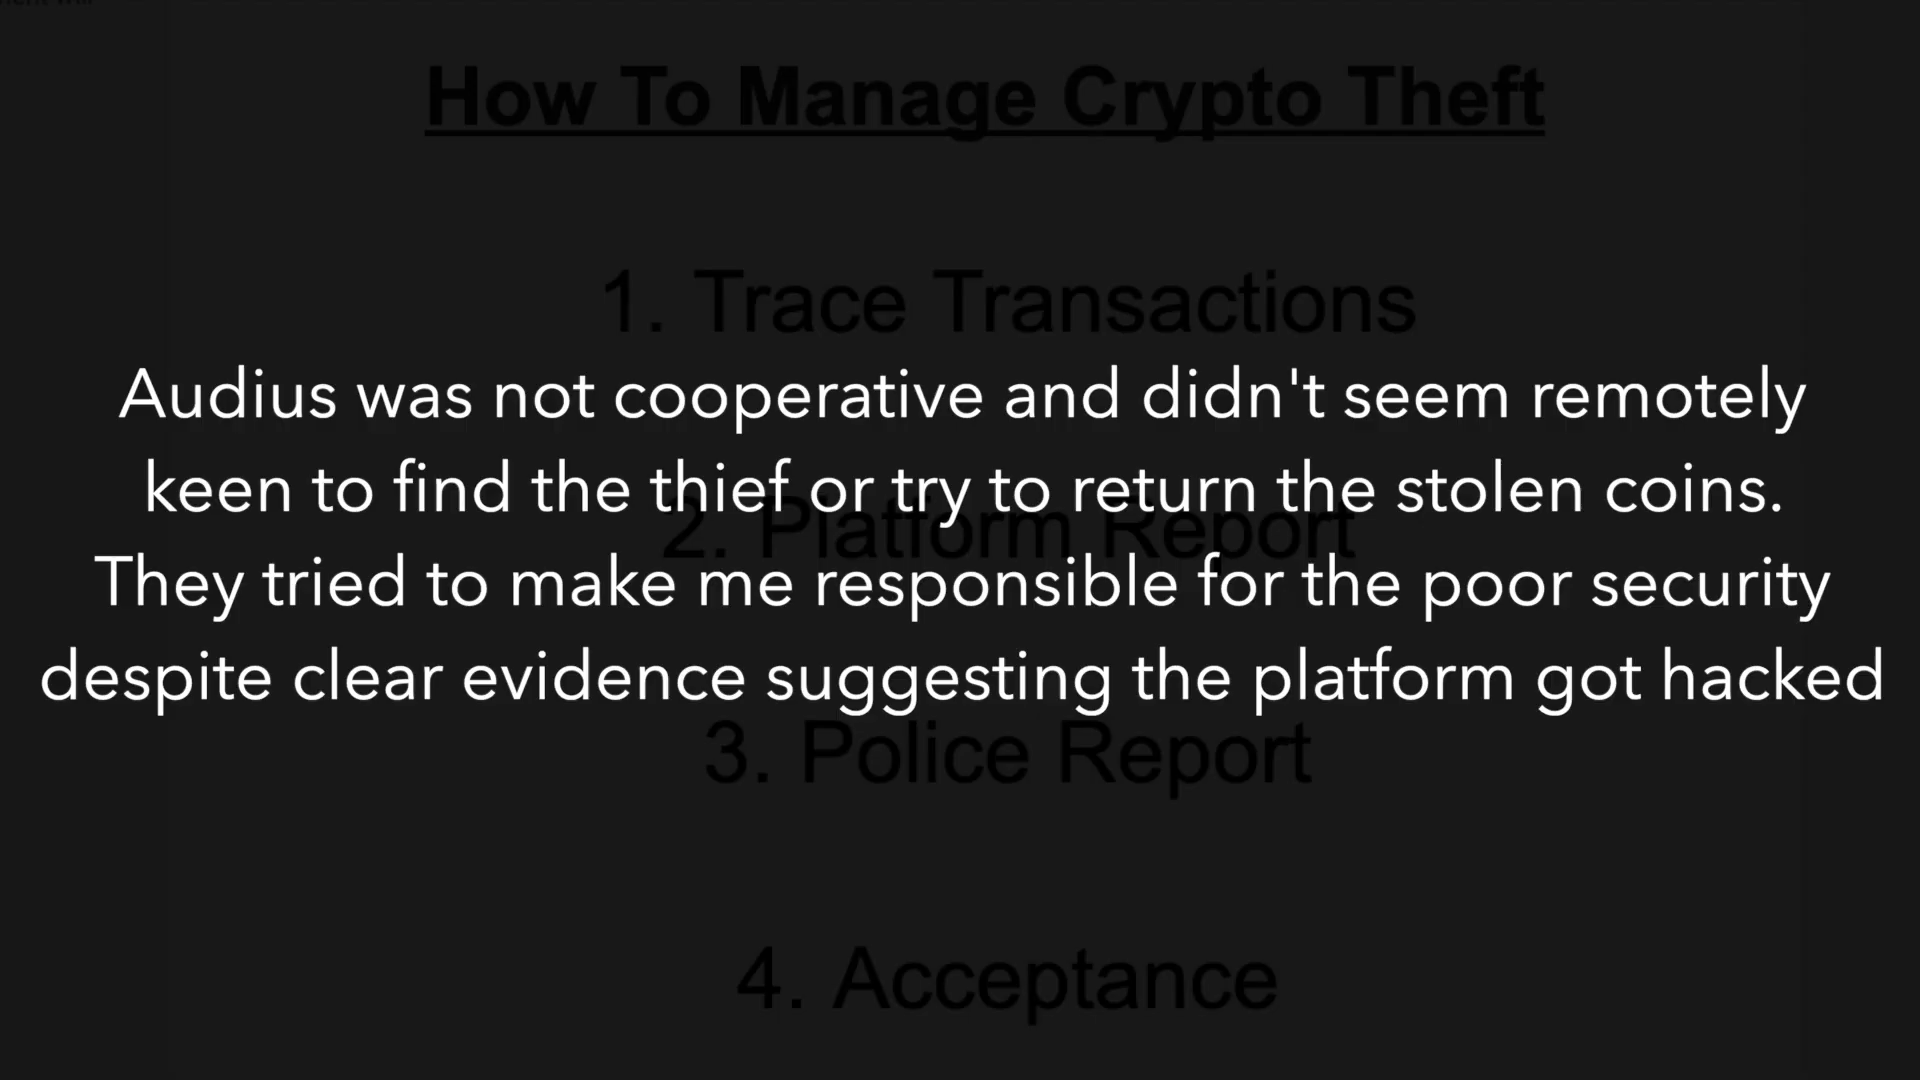 How To Manage Crypto Theft
1. Trace Transactions
Audius was not cooperative and didn't seem remotely
keen to find the thief or try to return the stolen coins.
2. Platform Report
They tried to make me responsible for the poor security
despite clear evidence suggesting the platform got hacked
3. Police Report
4. Acceptance